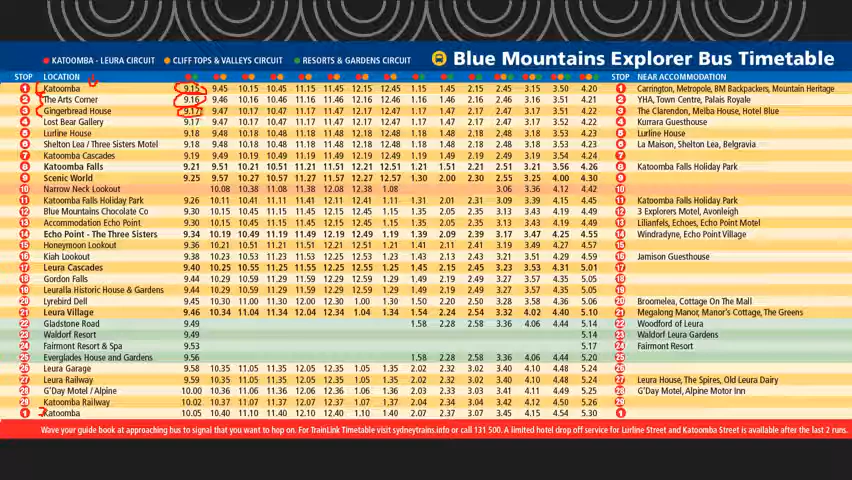 KATOOMBA - LEURA CIRCUIT CLIFF TOPS & VALLEYS CIRCUIT RESORTS & GARDENS CIRCUIT Blue Mountains Explorer Bus Timetable
STOP LOCATION STOP NEAR ACCOMMODATION
1 Katoomba 9.15 9.45 10.15 10.45 11.15 11.45 12.15 12.45 1.15 1.45 2.15 2.45 3.15 3.50 4.20 1 Carrington, Metropole, BM Backpackers, Mountain Heritage
2 The Arts Corner 9.16 9.46 10.16 10.46 11.16 11.46 12.16 12.46 1.16 1.46 2.16 2.46 3.16 3.51 4.21 2 YHA, Town Centre, Palais Royale
3 Gingerbread House 9.17 9.46 10.16 10.47 11.16 11.47 12.16 12.47 1.17 1.46 2.17 2.47 3.16 3.51 4.22 3 The Clarendon, Meija House, Hotel Blue
4 Lost Bear Gallery 9.17 9.47 10.17 10.47 11.17 11.47 12.17 12.47 1.17 1.47 2.17 2.47 3.17 3.52 4.22 4 Kurrara Guesthouse
5 Lurline House 9.18 9.47 10.18 10.48 11.18 11.48 12.18 12.48 1.18 1.48 2.18 2.48 3.18 3.53 4.23 5 Lurline House
6 Shelton Lea / Three Sisters Motel 9.18 9.48 10.18 10.48 11.18 11.48 12.18 12.48 1.18 1.48 2.18 2.48 3.18 3.53 4.23 6 La Maison, Shelton Lea, Belgravia
7 Katoomba Cascades 9.19 9.49 10.19 10.49 11.19 11.49 12.19 12.49 1.19 1.49 2.19 2.49 3.19 3.54 4.24 7
8 Katoomba Falls 9.21 9.51 10.21 10.51 11.21 11.51 12.21 12.51 1.21 1.51 2.21 2.51 3.21 3.56 4.26 8 Katoomba Falls Holiday Park
9 Scenic World 9.25 9.57 10.27 10.57 11.27 11.57 12.27 12.57 1.30 2.00 2.30 2.55 3.25 4.00 4.30 9
10 Narrow Neck Lookout 10.08 10.38 11.08 11.38 12.08 12.38 1.08 3.06 3.36 4.12 4.42 10
11 Katoomba Falls Holiday Park 9.26 10.11 10.41 11.11 11.41 12.11 12.41 1.11 1.31 2.01 2.31 3.09 3.39 4.15 4.45 11 Katoomba Falls Holiday Park
12 Blue Mountains Chocolate Co 9.30 10.15 10.45 11.15 11.45 12.15 12.45 1.15 1.35 2.05 2.35 3.13 3.43 4.19 4.49 12 3 Explorers Motel, Avonleigh
13 Accommodation Echo Point 9.30 10.15 10.45 11.15 11.45 12.15 12.45 1.15 1.35 2.05 2.35 3.13 3.43 4.19 4.49 13 Lilianfels, Echoes, Echo Point Motel
14 Echo Point - The Three Sisters 9.34 10.19 10.49 11.19 11.49 12.19 12.49 1.19 1.39 2.09 2.39 3.17 3.47 4.25 4.55 14 Windradyne, Echo Point Village
15 Honeymoon Lookout 9.36 10.21 10.51 11.21 11.51 12.21 12.51 1.21 1.41 2.11 2.41 3.19 3.49 4.27 4.57 15
16 Kiah Lookout 9.38 10.23 10.53 11.23 11.53 12.23 12.53 1.23 1.43 2.13 2.43 3.21 3.51 4.29 4.59 16 Jamison Guesthouse
17 Leura Cascades 9.40 10.25 10.55 11.25 11.55 12.25 12.55 1.25 1.45 2.15 2.45 3.23 3.53 4.31 5.01 17
18 Gordon Falls 9.44 10.29 10.59 11.29 11.59 12.29 12.59 1.29 1.49 2.19 2.49 3.27 3.57 4.35 5.05 18
19 Leuralla Historic House & Gardens 9.44 10.29 10.59 11.29 11.59 12.29 12.59 1.29 1.49 2.19 2.49 3.27 3.57 4.35 5.05 19
20 Lyrebird Dell 9.45 10.30 11.00 11.30 12.00 12.30 1.00 1.30 1.50 2.20 2.50 3.28 3.58 4.36 5.06 20 Broomelea, Cottage On The Mall
21 Leura Village 9.46 10.34 11.04 11.34 12.04 12.34 1.04 1.34 1.54 2.24 2.54 3.32 4.02 4.40 5.10 21 Megalong Manor, Manor's Cottage, The Greens
22 Gladstone Road 9.49 1.58 2.28 2.58 3.36 4.06 4.44 5.14 22 Woodford of Leura
23 Waldorf Resort 9.49 5.14 23 Waldorf Leura Gardens
24 Fairmont Resort & Spa 9.53 5.17 24 Fairmont Resort
25 Everglades House and Gardens 9.56 1.58 2.28 2.58 3.36 4.06 4.44 5.20 25
26 Leura Garage 9.58 10.35 11.05 11.35 12.05 12.35 1.05 1.35 2.02 2.32 3.02 3.40 4.10 4.48 5.24 26
27 Leura Railway 9.59 10.35 11.05 11.35 12.05 12.35 1.05 1.35 2.02 2.32 3.02 3.40 4.10 4.48 5.24 27 Leura House, The Spires, Old Leura Dairy
28 G'Day Motel / Alpine 10.00 10.36 11.06 11.36 12.06 12.36 1.06 1.36 2.03 2.33 3.03 3.41 4.11 4.49 5.25 28 G'Day Motel, Alpine Motor Inn
29 Katoomba Railway 10.02 10.37 11.07 11.37 12.07 12.37 1.07 1.37 2.04 2.34 3.04 3.42 4.12 4.50 5.26 29
1 Katoomba 10.05 10.40 11.10 11.40 12.10 12.40 1.10 1.40 2.07 2.37 3.07 3.45 4.15 4.54 5.30 1
Wave your guide book at approaching bus to signal that you want to hop on. For TrainLink Timetable visit sydneytrains.info or call 131 500. A limited hotel drop off service for Lurline Street and Katoomba Street is available after the last 2 runs.